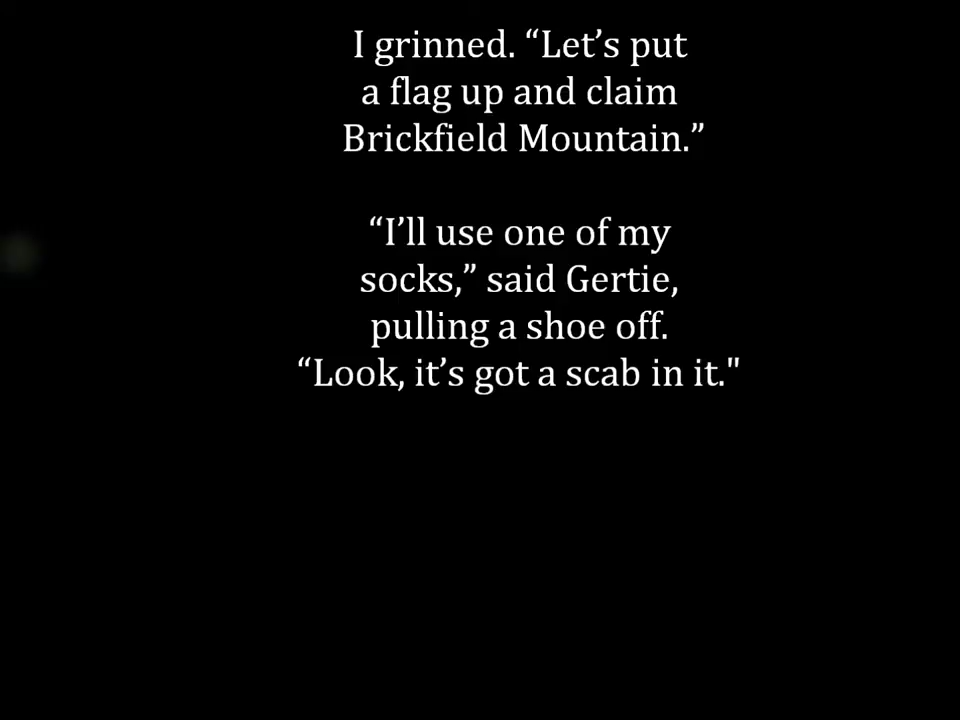 I grinned. “Let’s put
a flag up and claim
Brickfield Mountain.”
“I’ll use one of my
socks,” said Gertie,
pulling a shoe off.
“Look, it’s got a scab in it."